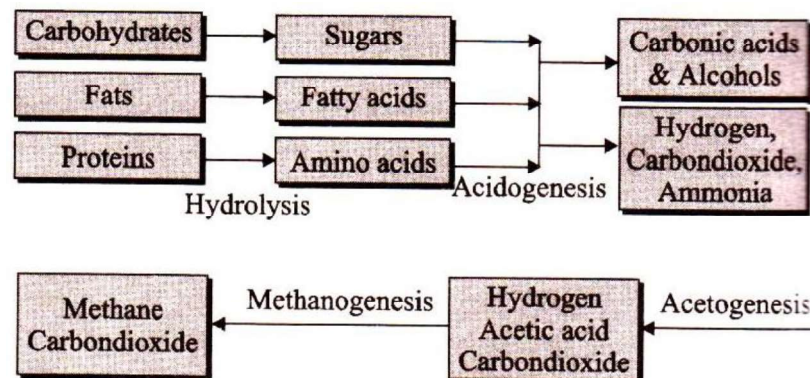 Carbohydrates
Sugars
Carbonic acids
& Alcohols
Fats
Fatty acids
Hydrogen,
Carbondioxide,
Ammonia
Proteins
Amino acids
Hydrolysis
Acidogenesis
Methane
Carbondioxide
Methanogenesis
Hydrogen
Acetic acid
Carbondioxide
Acetogenesis